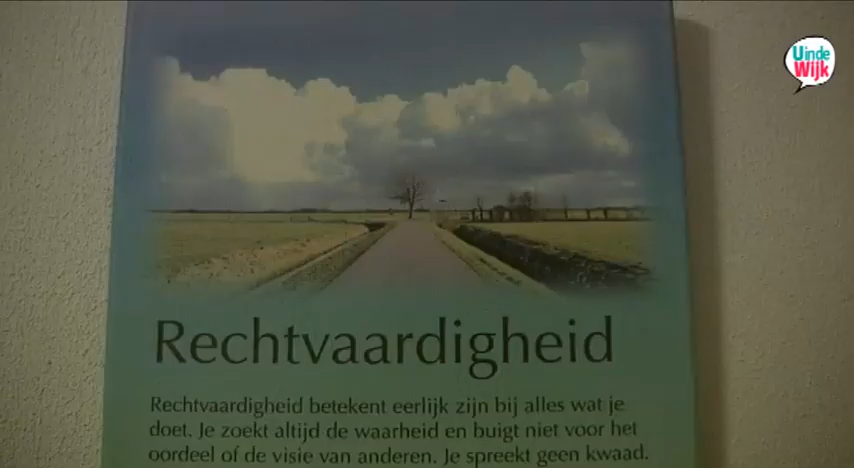 U in de
Wijk
Rechtvaardigheid
Rechtvaardigheid betekent eerlijk zijn bij alles wat je
doet. Je zoekt altijd de waarheid en buigt niet voor het
oordeel of de visie van anderen. Je spreekt geen kwaad.